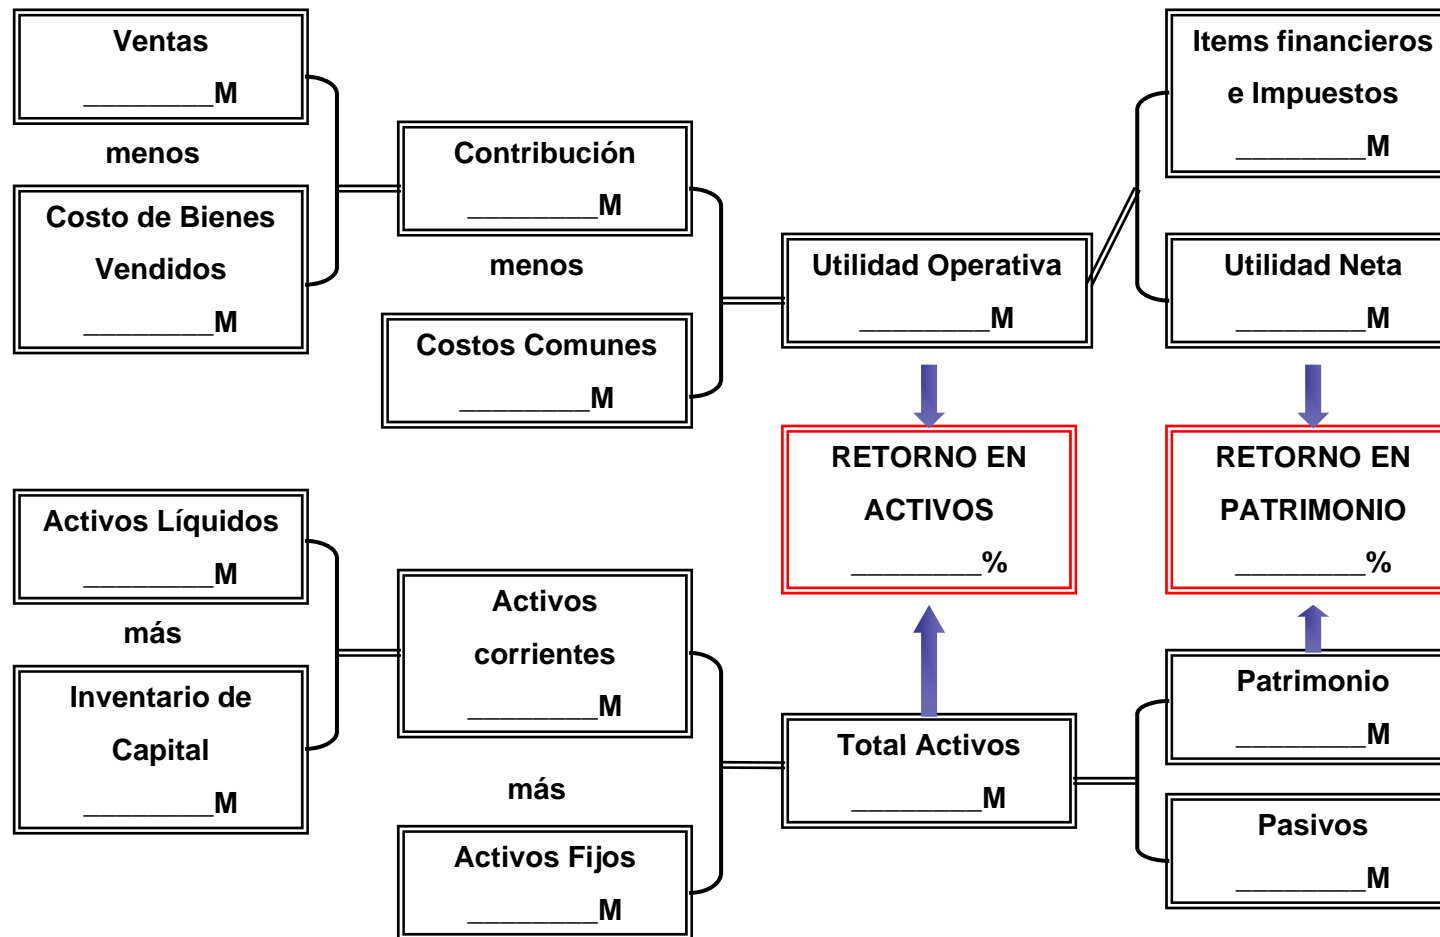 Ventas
________M
menos
Costo de Bienes
Vendidos
________M
Contribución
________M
menos
Costos Comunes
________M
Utilidad Operativa
________M
Items financieros
e Impuestos
________M
Utilidad Neta
________M
RETORNO EN
ACTIVOS
________%
RETORNO EN
PATRIMONIO
________%
Activos Líquidos
________M
más
Inventario de
Capital
________M
Activos
corrientes
________M
más
Activos Fijos
________M
Total Activos
________M
Patrimonio
________M
Pasivos
________M